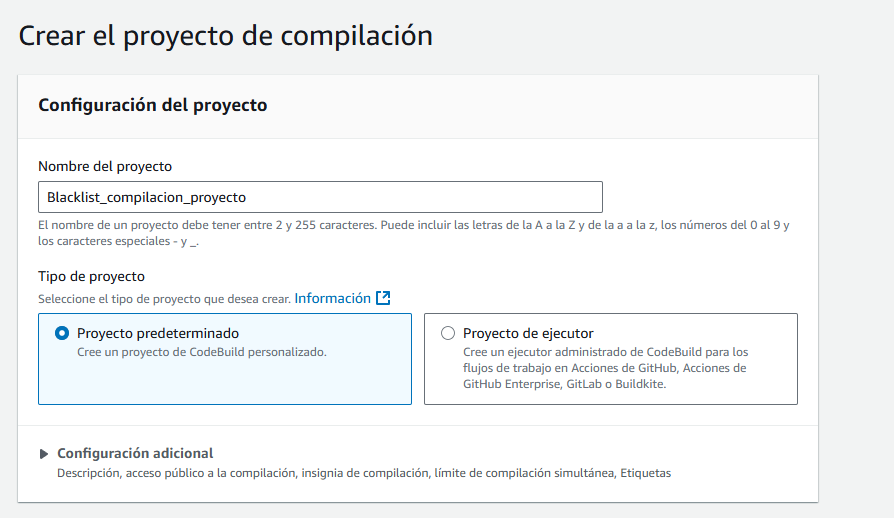 Crear el proyecto de compilación
Configuración del proyecto
Nombre del proyecto
Blacklist_compilacion_proyecto
El nombre de un proyecto debe tener entre 2 y 255 caracteres. Puede incluir las letras de la A a la Z y de la a a la z, los números del 0 al 9 y
los caracteres especiales - y _.
Tipo de proyecto
Seleccione el tipo de proyecto que desea crear. Información
Proyecto predeterminado
Cree un proyecto de CodeBuild personalizado.
Proyecto de ejecutor
Cree un ejecutor administrado de CodeBuild para los
flujos de trabajo en Acciones de GitHub, Acciones de
GitHub Enterprise, GitLab o Buildkite.
Configuración adicional
Descripción, acceso público a la compilación, insignia de compilación, límite de compilación simultánea, Etiquetas